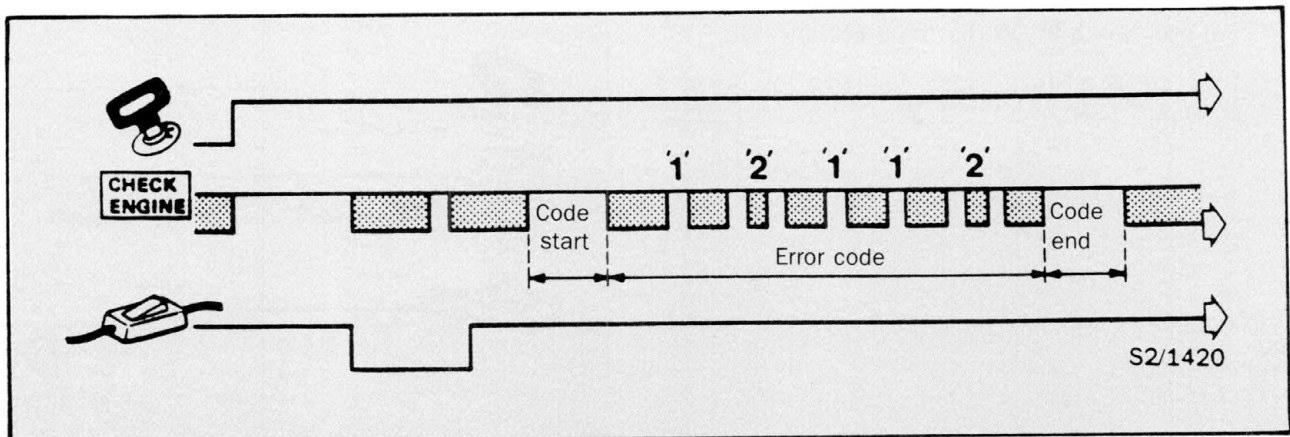 '1' '2' '1' '1' '2'
CHECK
ENGINE
Code
start
Error code
Code
end
S2/1420